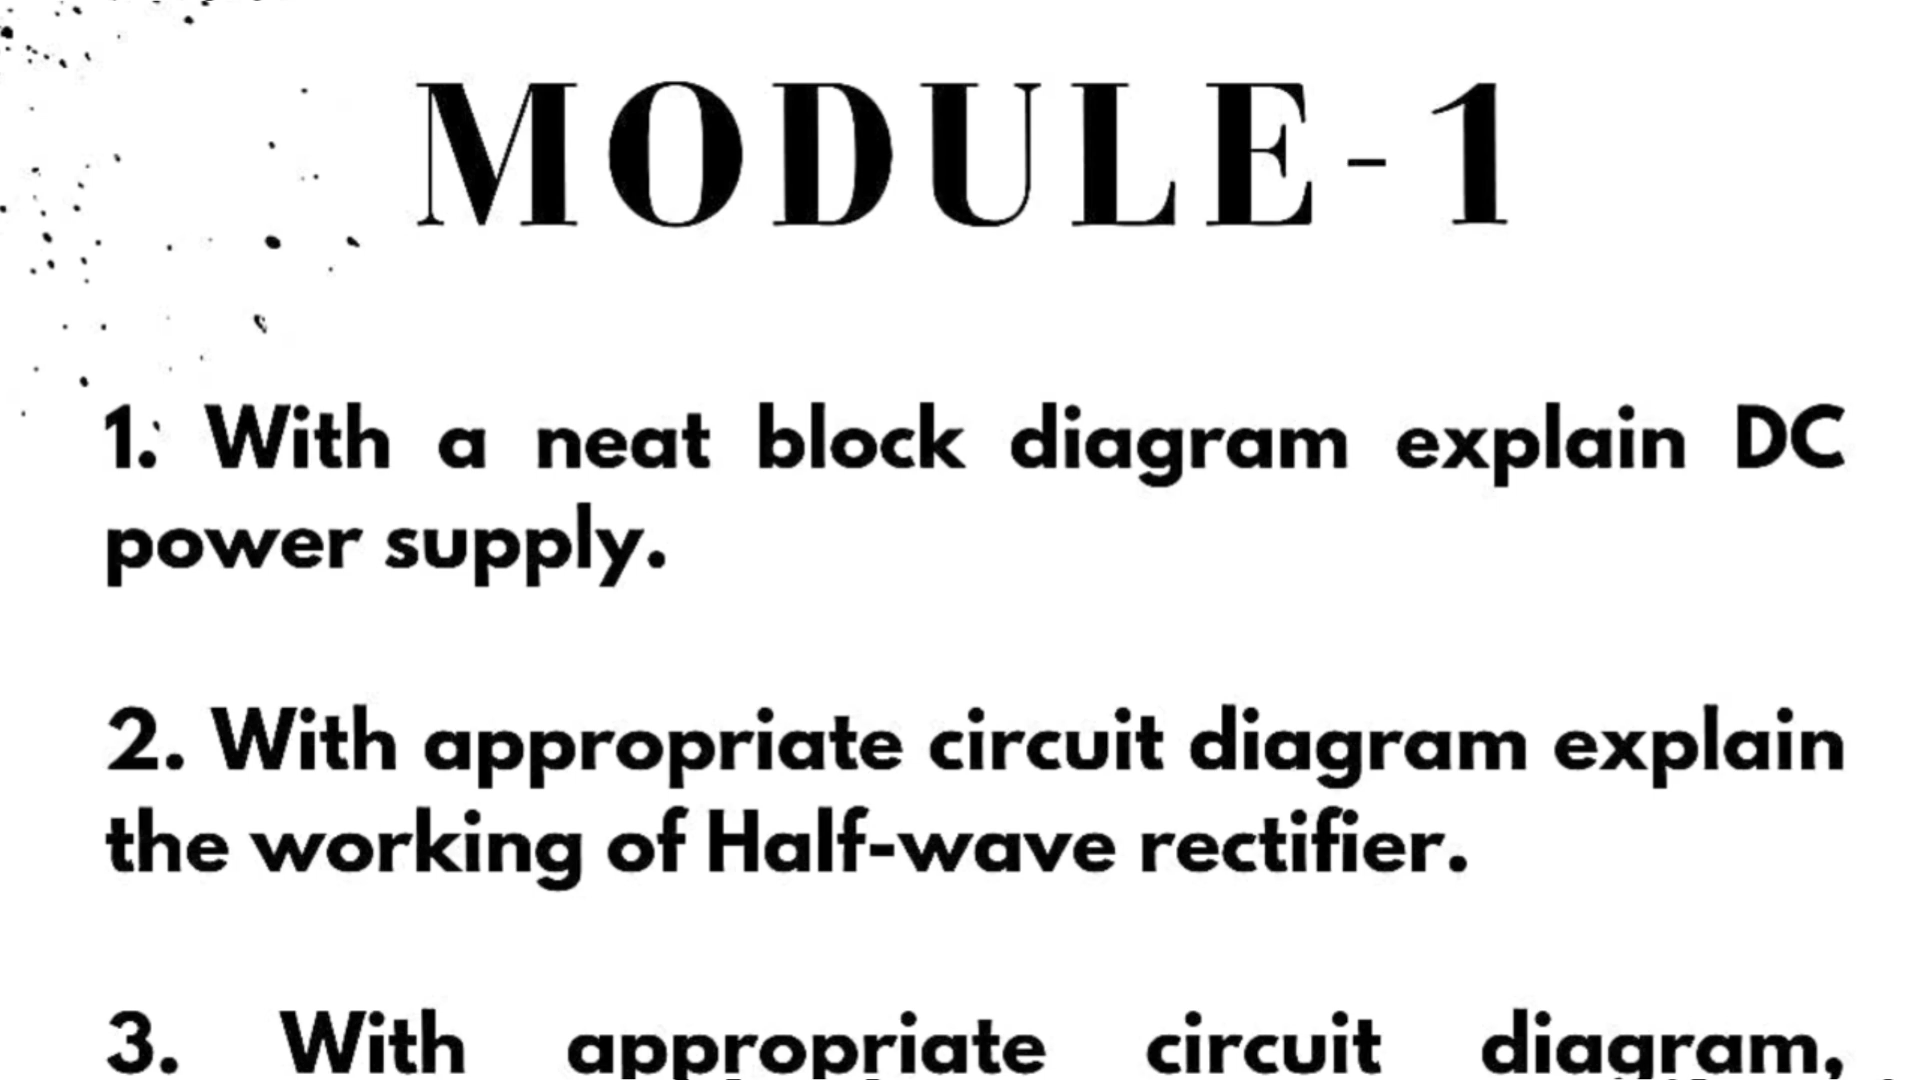 MODULE-1
1. With a neat block diagram explain DC
power supply.
2. With appropriate circuit diagram explain
the working of Half-wave rectifier.
3. With appropriate circuit diagram,